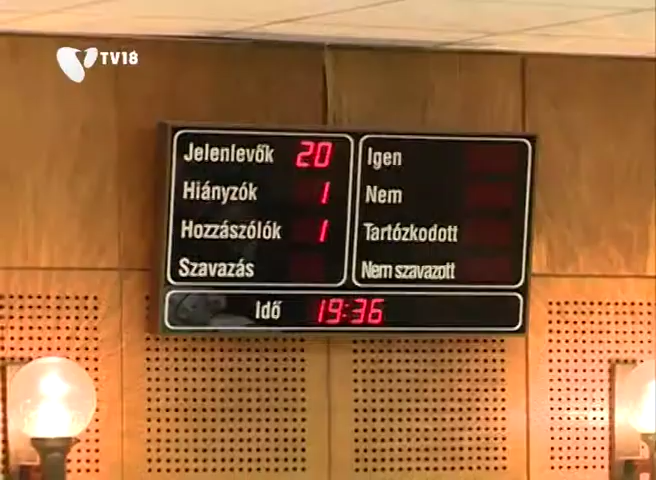 TV18
Jelenlevők 20
Hiányzók 1
Hozzászólók 1
Szavazás
Igen
Nem
Tartózkodott
Nem szavazott
Idő 19:36